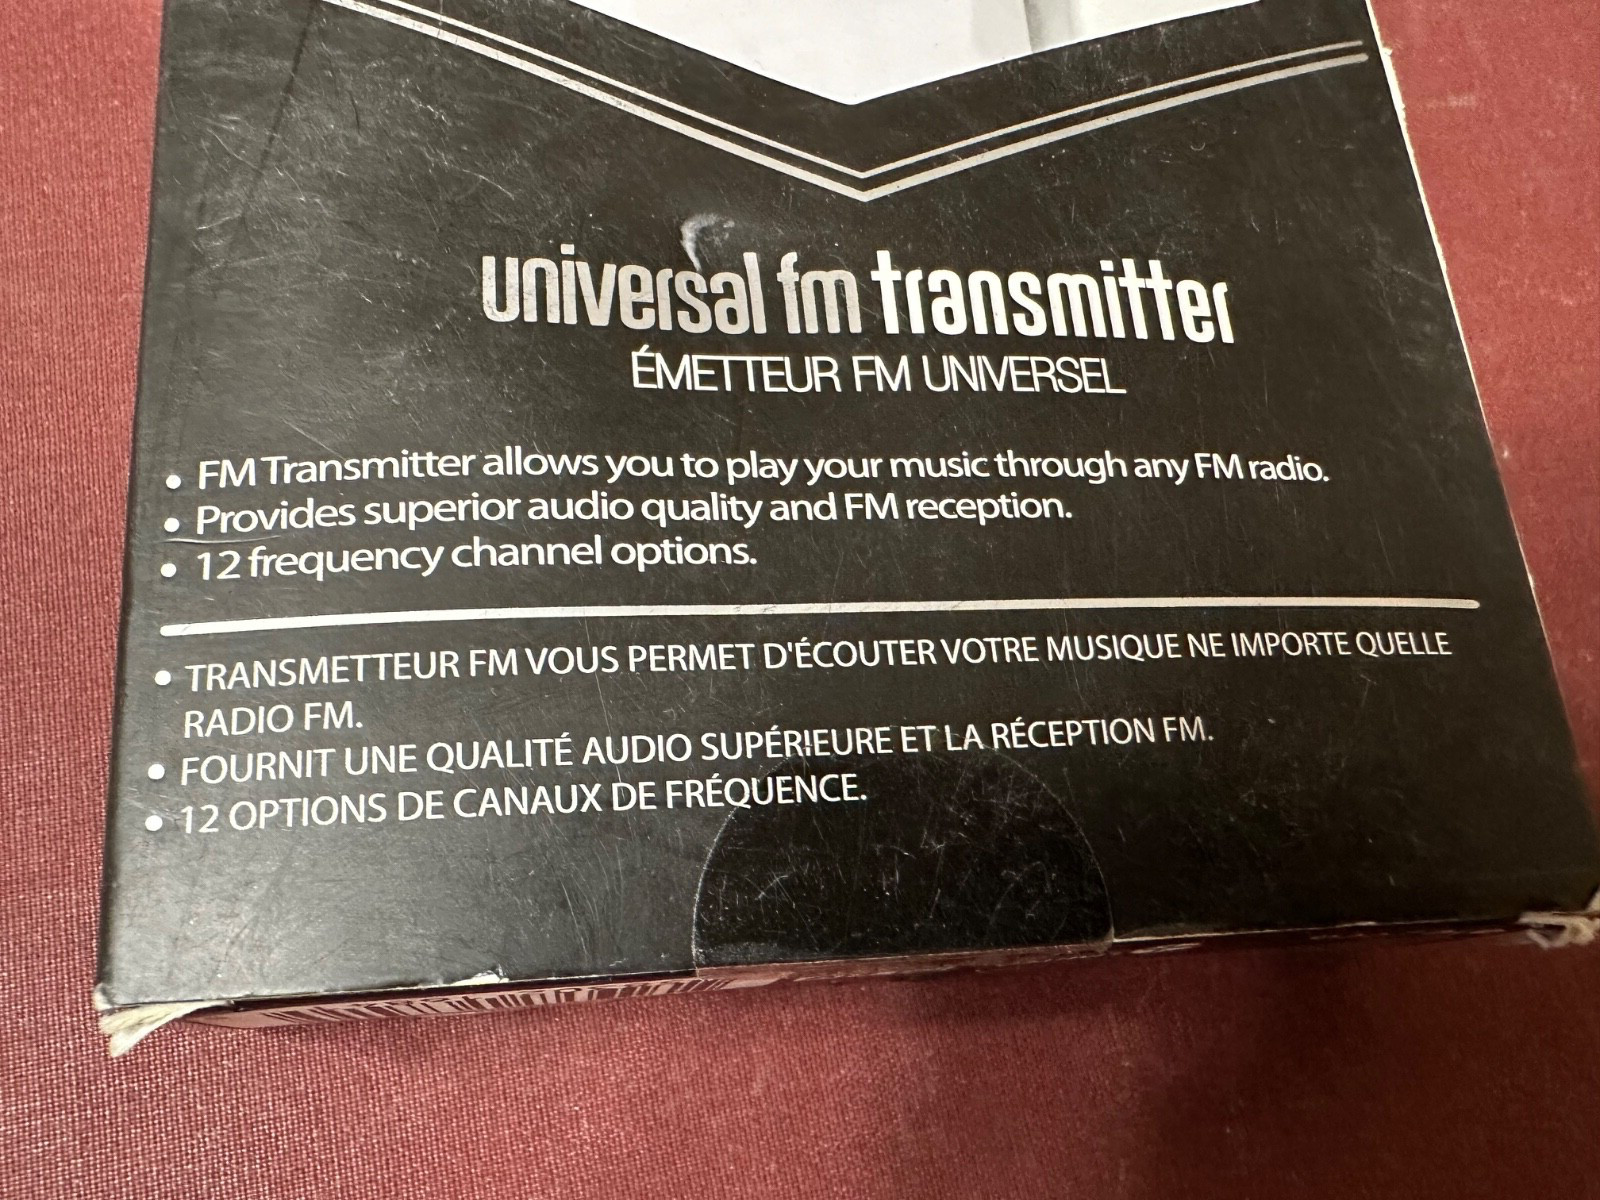 universal fm transmitter
ÉMETTEUR FM UNIVERSEL
• FM Transmitter allows you to play your music through any FM radio.
• Provides superior audio quality and FM reception.
• 12 frequency channel options.
• TRANSMETTEUR FM VOUS PERMET D'ÉCOUTER VOTRE MUSIQUE NE IMPORTE QUELLE
RADIO FM.
• FOURNIT UNE QUALITÉ AUDIO SUPÉRIEURE ET LA RÉCEPTION FM.
• 12 OPTIONS DE CANAUX DE FRÉQUENCE.